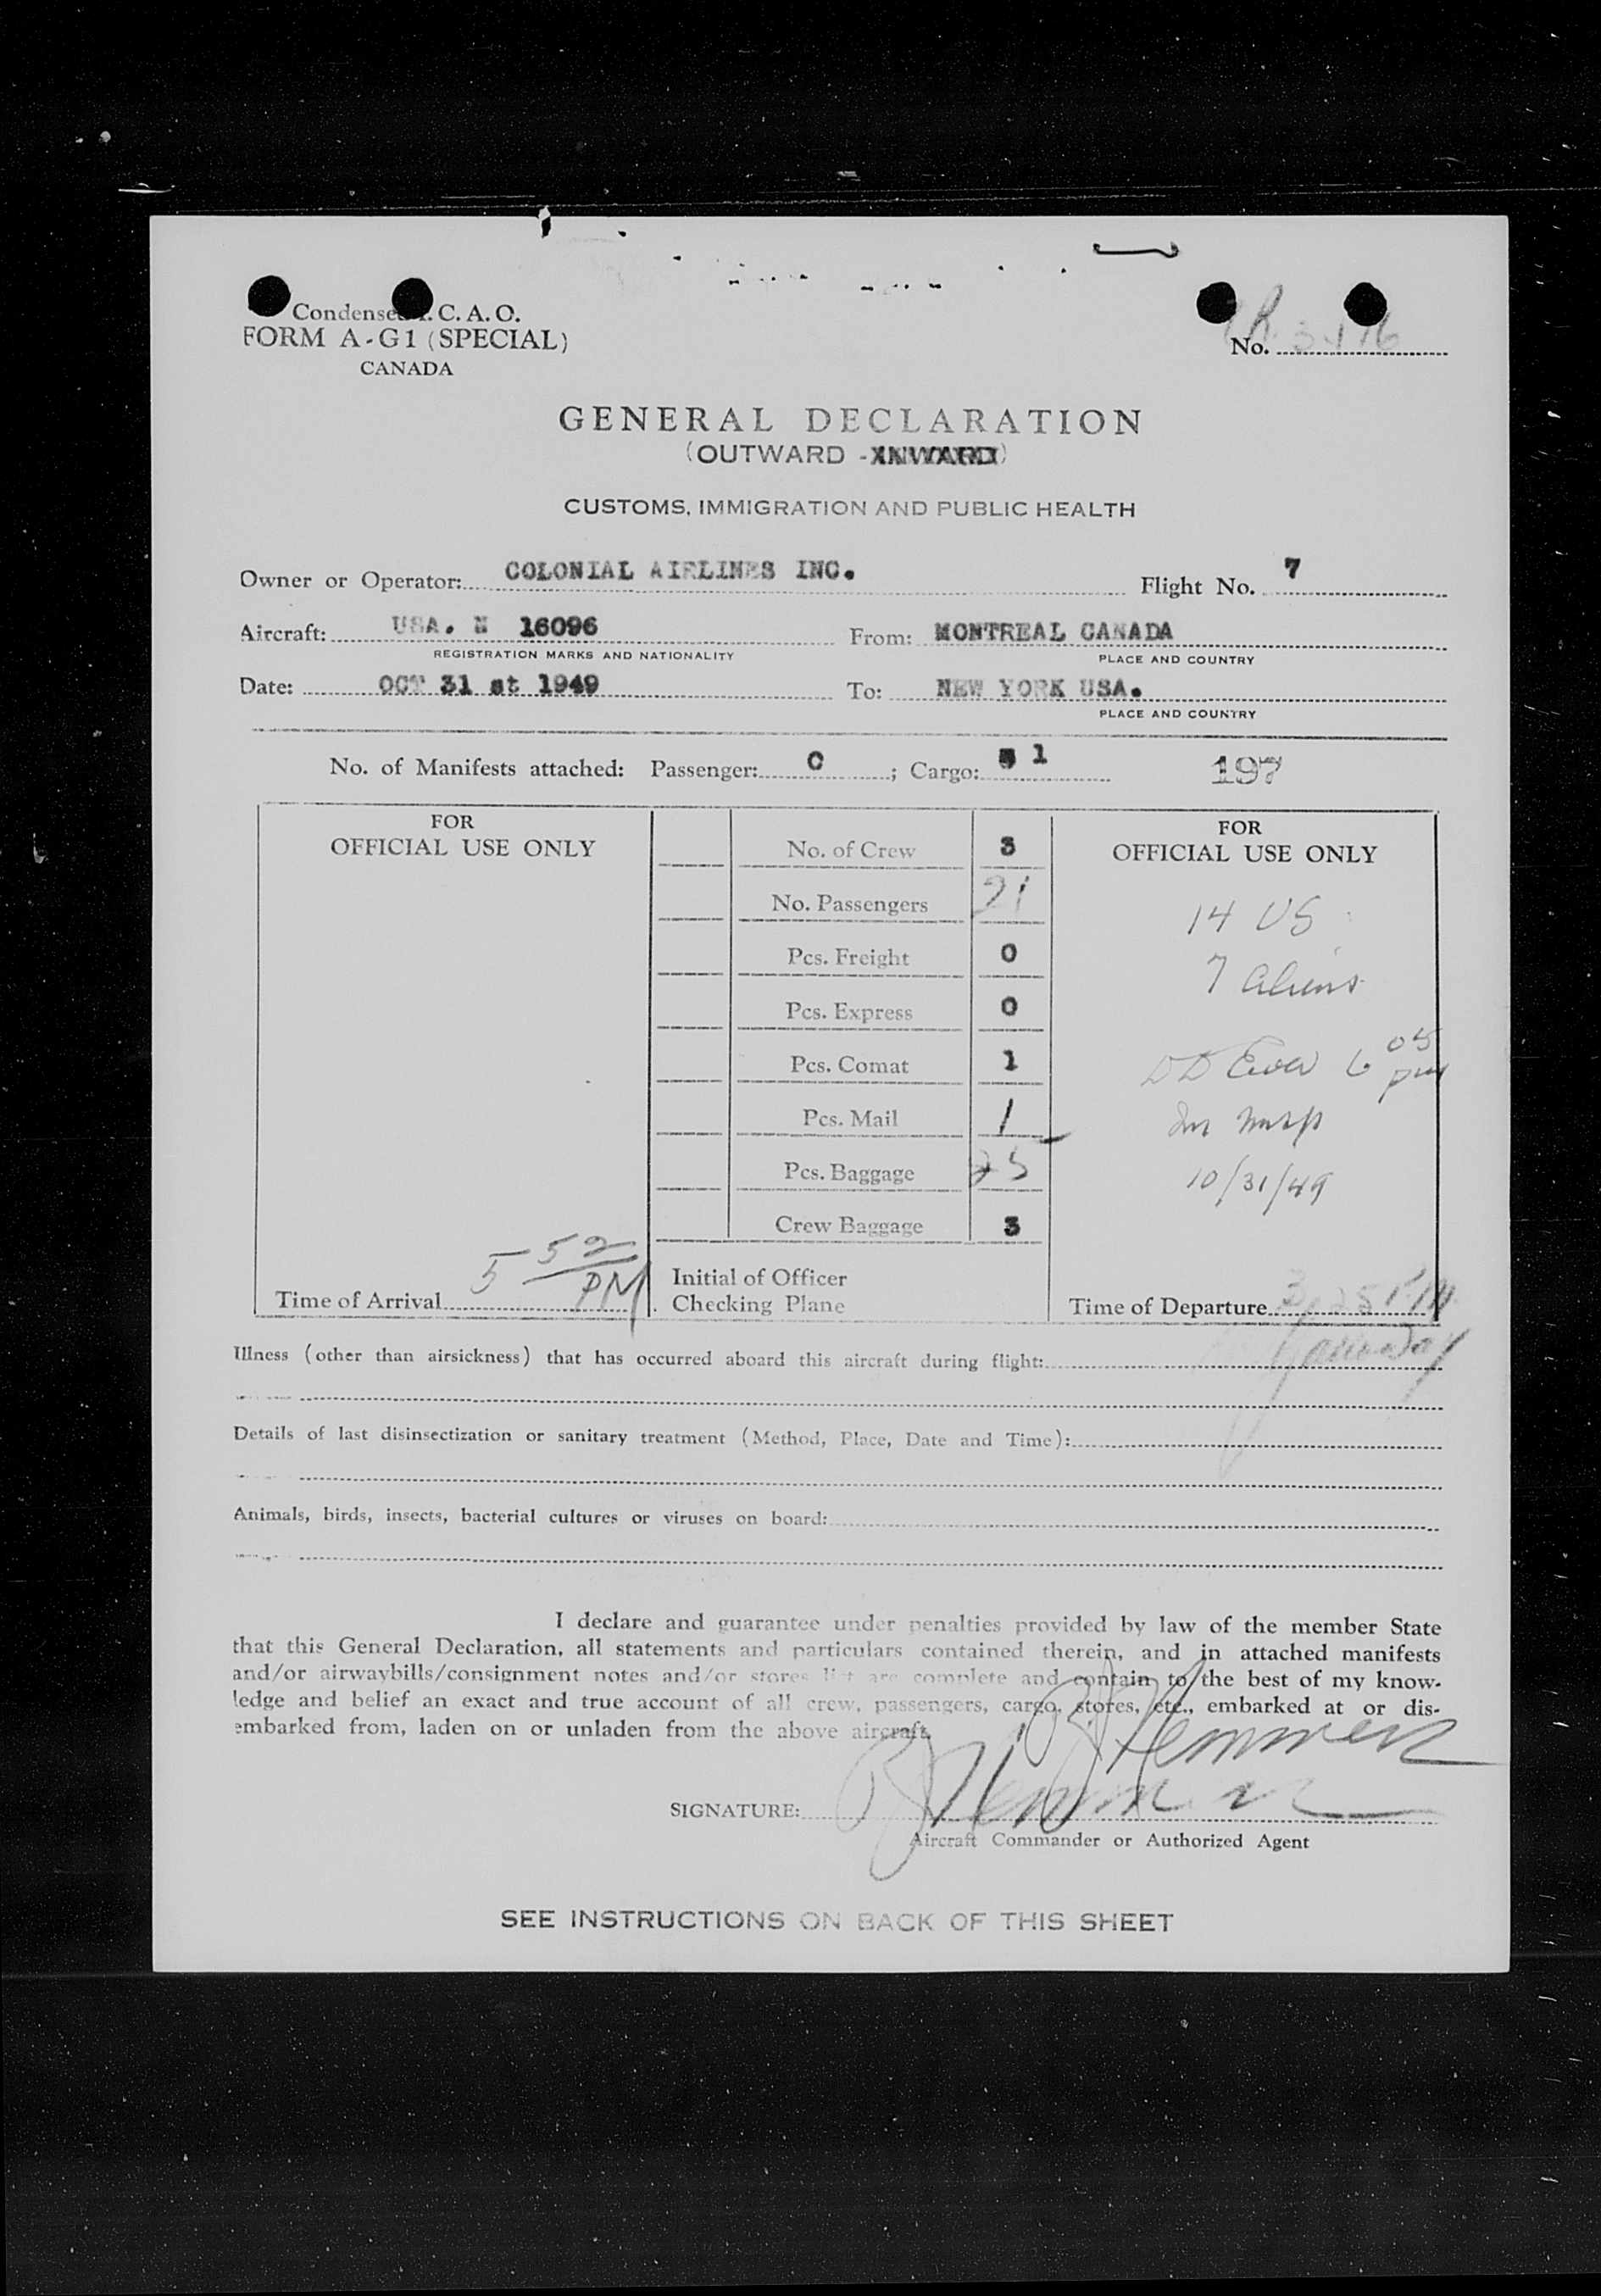 Condensed I.C.A.O.
FORM A-G1 (SPECIAL)
CANADA
No.
GENERAL DECLARATION
(OUTWARD - INWARD)
CUSTOMS, IMMIGRATION AND PUBLIC HEALTH
Owner or Operator: COLONIAL AIRLINES INC. Flight No. 7
Aircraft: USA. N 16096 From: MONTREAL CANADA
REGISTRATION MARKS AND NATIONALITY PLACE AND COUNTRY
Date: OCT 31 st 1949 To: NEW YORK USA.
PLACE AND COUNTRY
No. of Manifests attached: Passenger: 0; Cargo: 1 197
FOR
OFFICIAL USE ONLY
No. of Crew 3
No. Passengers 21
Pcs. Freight 0
Pcs. Express 0
Pcs. Comat 1
Pcs. Mail 1
Pcs. Baggage 25
Crew Baggage 3
FOR
OFFICIAL USE ONLY
14 US
7 Aliens
6 05 pm
10/31/49
Time of Arrival 5 52 PM
Initial of Officer
Checking Plane
Time of Departure 3.25 PM
Illness (other than airsickness) that has occurred aboard this aircraft during flight:
Details of last disinsectization or sanitary treatment (Method, Place, Date and Time):
Animals, birds, insects, bacterial cultures or viruses on board:
I declare and guarantee under penalties provided by law of the member State
that this General Declaration, all statements and particulars contained therein, and in attached manifests
and/or airwaybills/consignment notes and/or stores list are complete and contain to the best of my know-
ledge and belief an exact and true account of all crew, passengers, cargo, stores, etc., embarked at or dis-
embarked from, laden on or unladen from the above aircraft.
SIGNATURE:
Aircraft Commander or Authorized Agent
SEE INSTRUCTIONS ON BACK OF THIS SHEET